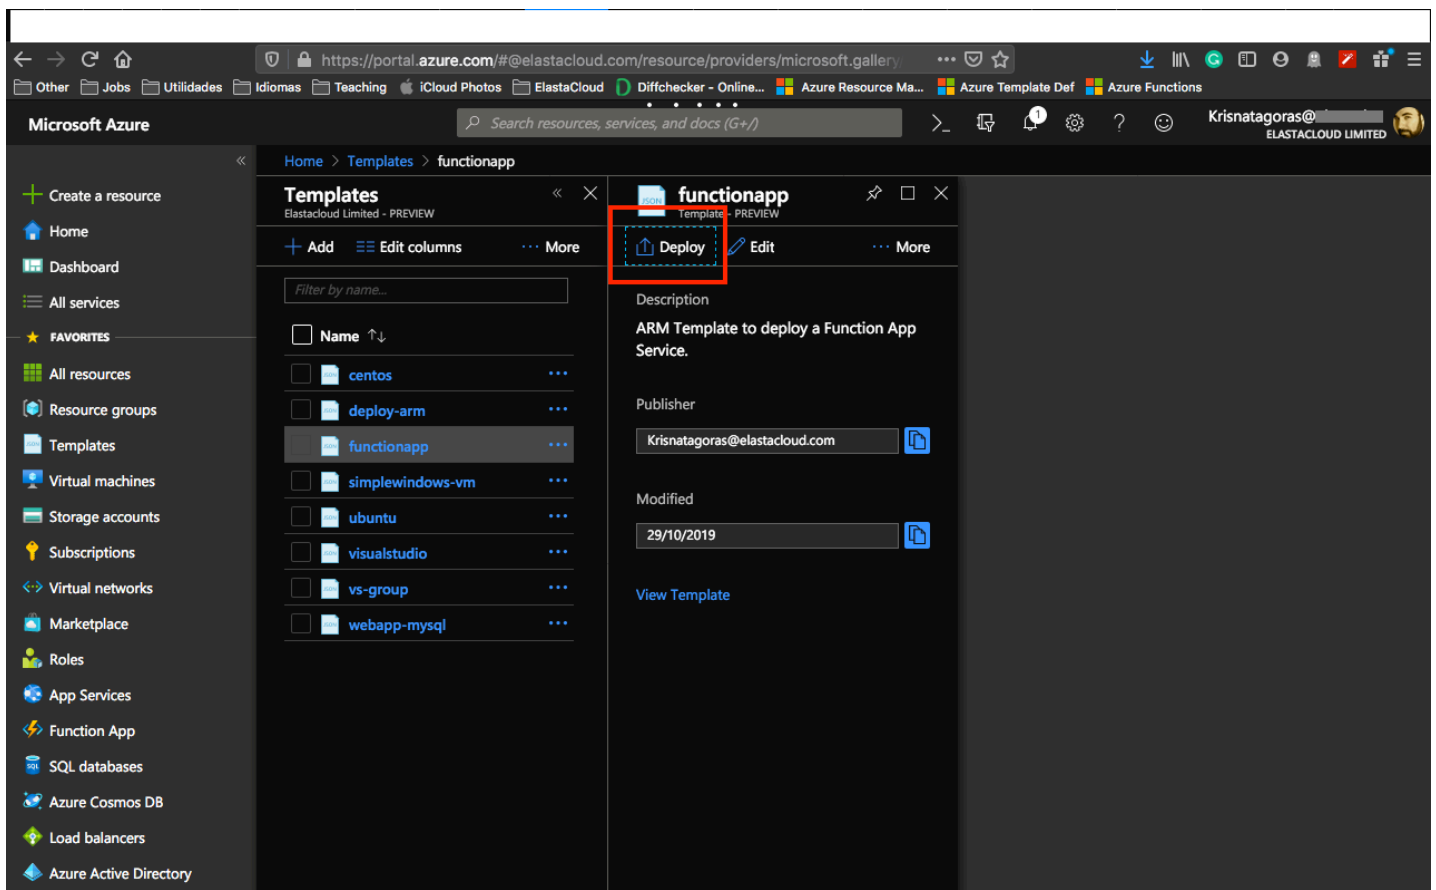 https://portal.azure.com/#@elastacloud.com/resource/providers/microsoft.gallery
Other Jobs Utilidades Idiomas Teaching iCloud Photos ElastaCloud Diffchecker - Online... Azure Resource Ma... Azure Template Def Azure Functions
Microsoft Azure
Search resources, services, and docs (G+/)
1
Krisnatagoras@
ELASTACLOUD LIMITED
Home > Templates > functionapp
Create a resource
Home
Dashboard
All services
FAVORITES
All resources
Resource groups
Templates
Virtual machines
Storage accounts
Subscriptions
Virtual networks
Marketplace
Roles
App Services
Function App
SQL databases
Azure Cosmos DB
Load balancers
Azure Active Directory
Templates
Elastacloud Limited - PREVIEW
Add Edit columns ... More
Filter by name...
Name ↑↓
centos ...
deploy-arm ...
functionapp ...
simplewindows-vm ...
ubuntu ...
visualstudio ...
vs-group ...
webapp-mysql ...
JSON
functionapp
Template - PREVIEW
Deploy Edit ... More
Description
ARM Template to deploy a Function App
Service.
Publisher
Krisnatagoras@elastacloud.com
Modified
29/10/2019
View Template